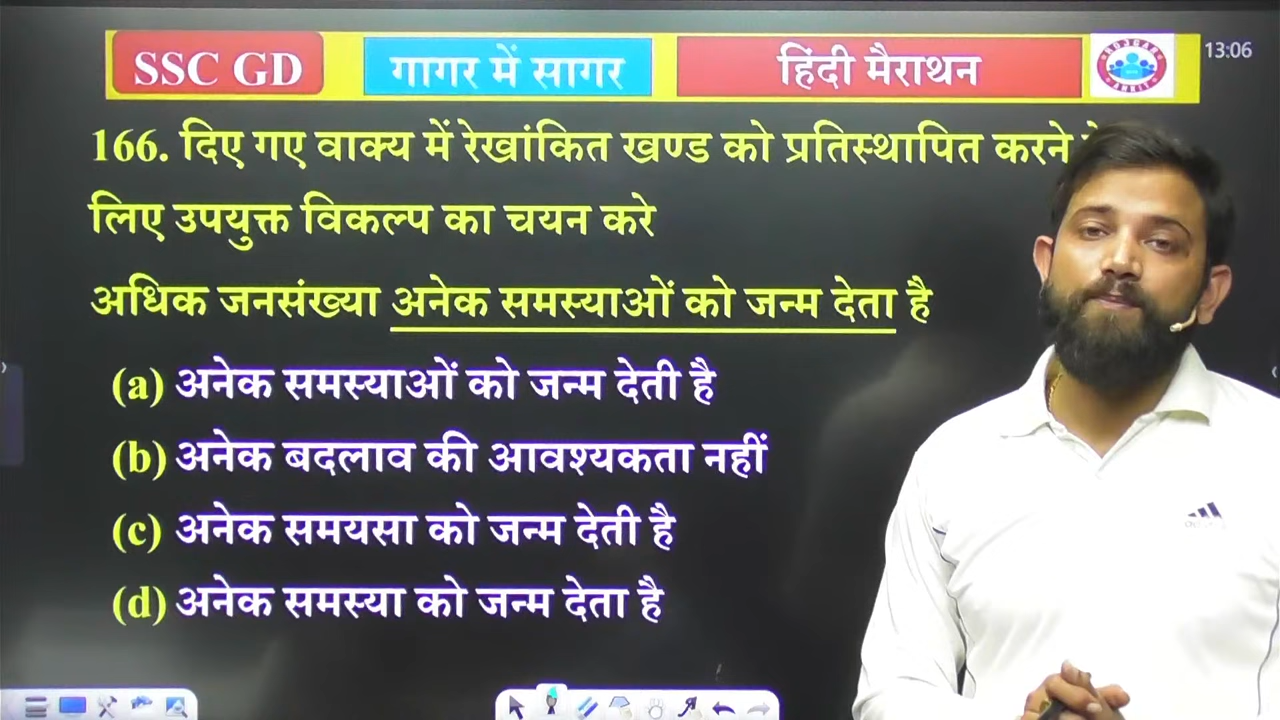 SSC GD गागर में सागर हिंदी मैराथन
13:06
166. दिए गए वाक्य में रेखांकित खण्ड को प्रतिस्थापित करने
लिए उपयुक्त विकल्प का चयन करे
अधिक जनसंख्या अनेक समस्याओं को जन्म देता है
(a) अनेक समस्याओं को जन्म देती है
(b) अनेक बदलाव की आवश्यकता नहीं
(c) अनेक समयसा को जन्म देती है
(d) अनेक समस्या को जन्म देता है